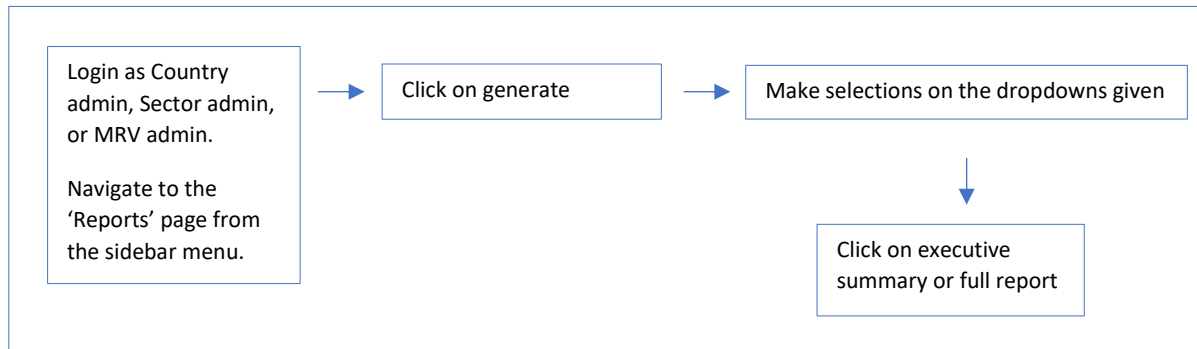 Login as Country
admin, Sector admin,
or MRV admin.
Navigate to the
‘Reports’ page from
the sidebar menu.
Click on generate
Make selections on the dropdowns given
Click on executive
summary or full report